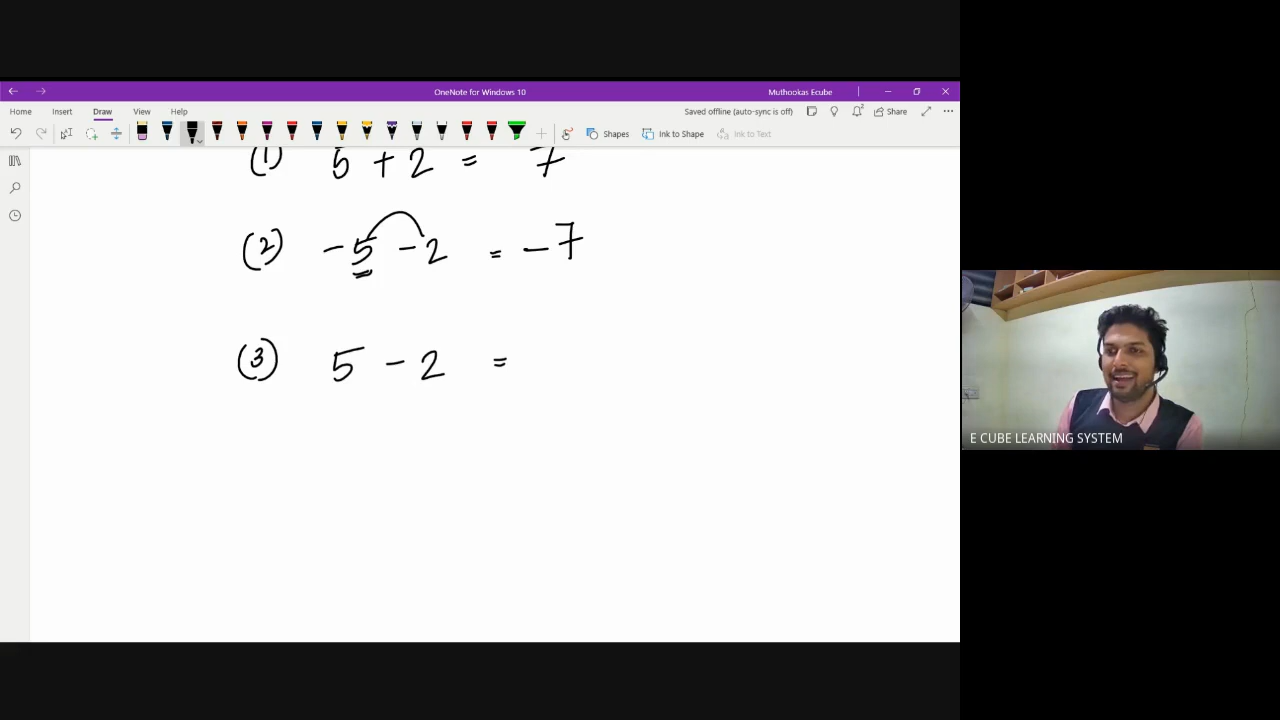 OneNote for Windows 10
Muthookas Ecube
Home Insert Draw View Help
Saved offline (auto-sync is off)
Share
Shapes
Ink to Shape
Ink to Text
(1) 5 + 2 = 7
(2) -5 -2 = -7
(3) 5 - 2 =
E CUBE LEARNING SYSTEM